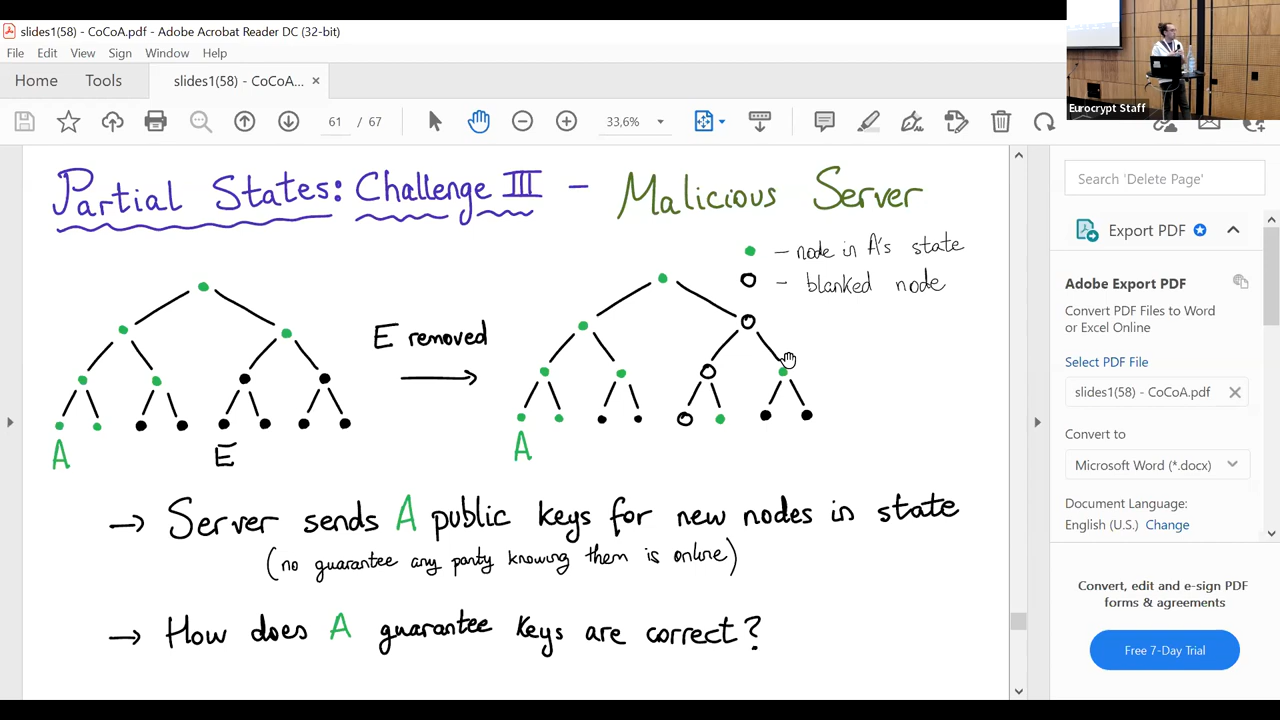 slides1(58) - CoCoA.pdf - Adobe Acrobat Reader DC (32-bit)
File Edit View Sign Window Help
Home Tools slides1(58) - CoCoA... ×
61 / 67 33,6%
Eurocrypt Staff
Partial States: Challenge III - Malicious Server
- node in A's state
- blanked node
E removed
A E A
→ Server sends A public keys for new nodes in state
(no guarantee any party knowing them is online)
→ How does A guarantee keys are correct?
Search 'Delete Page'
Export PDF
Adobe Export PDF
Convert PDF Files to Word
or Excel Online
Select PDF File
slides1(58) - CoCoA.pdf
Convert to
Microsoft Word (*.docx)
Document Language:
English (U.S.) Change
Convert, edit and e-sign PDF
forms & agreements
Free 7-Day Trial